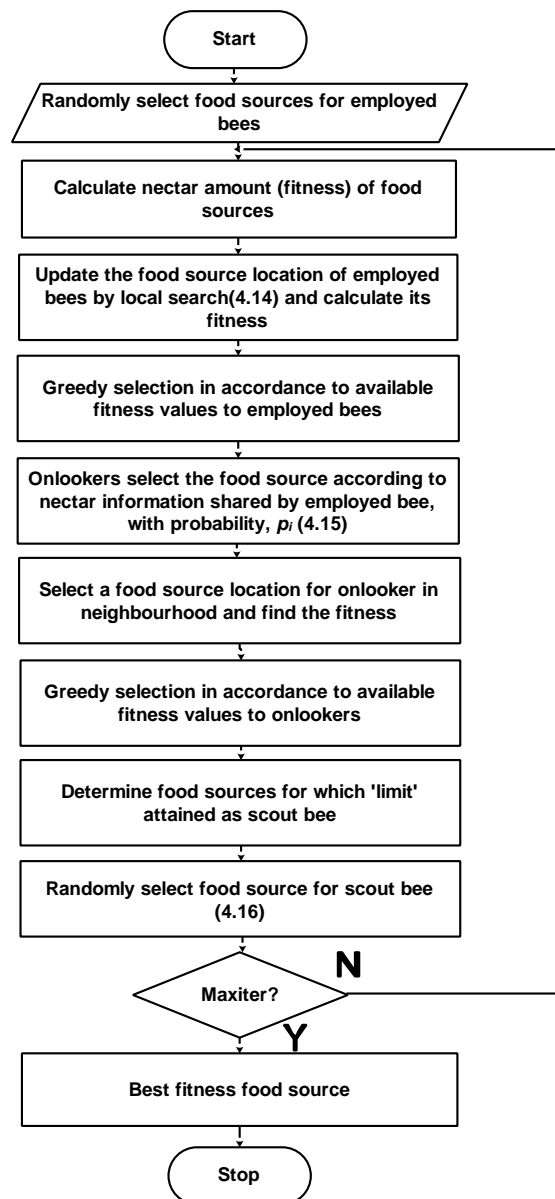 Start
Randomly select food sources for employed
bees
Calculate nectar amount (fitness) of food
sources
Update the food source location of employed
bees by local search(4.14) and calculate its
fitness
Greedy selection in accordance to available
fitness values to employed bees
Onlookers select the food source according to
nectar information shared by employed bee,
with probability, pi (4.15)
Select a food source location for onlooker in
neighbourhood and find the fitness
Greedy selection in accordance to available
fitness values to onlookers
Determine food sources for which 'limit'
attained as scout bee
Randomly select food source for scout bee
(4.16)
N
Maxiter?
Y
Best fitness food source
Stop